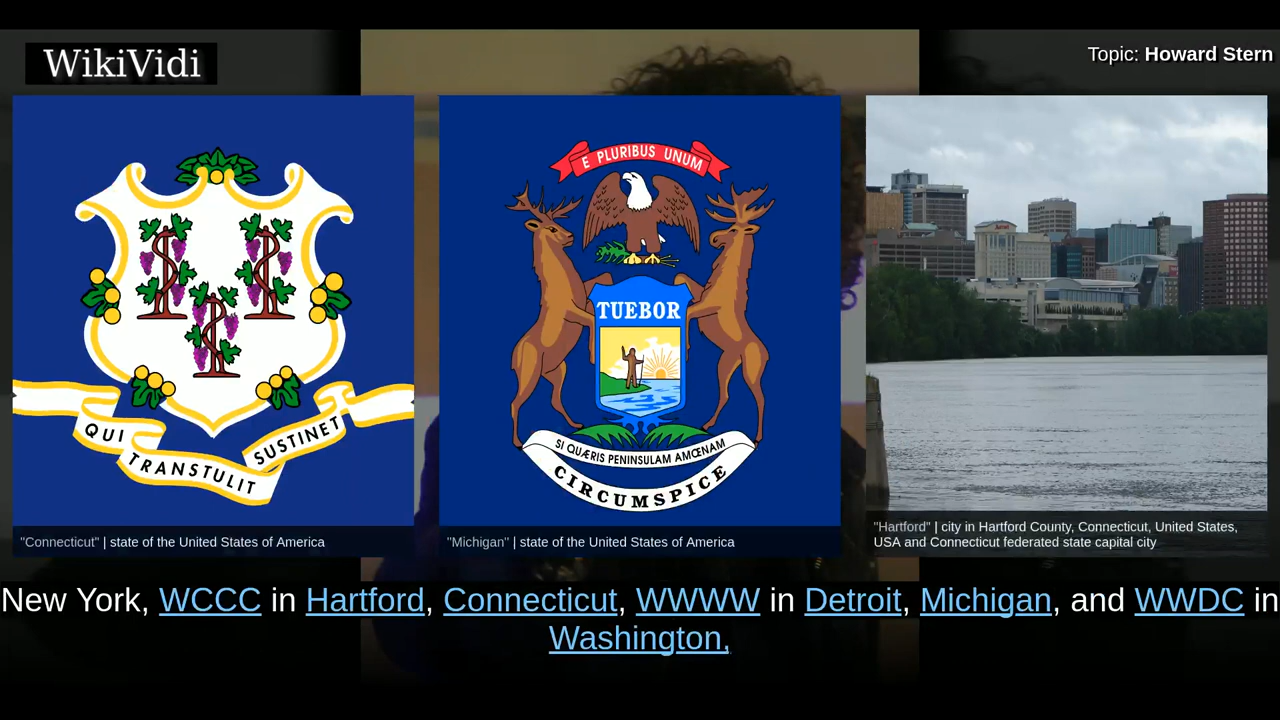 WikiVidi
Topic: Howard Stern
QUI
TRANSTULIT
SUSTINET
E PLURIBUS UNUM
TUEBOR
SI QUÆRIS PENINSULAM AMŒNAM
CIRCUMSPICE
"Connecticut" | state of the United States of America
"Michigan" | state of the United States of America
"Hartford" | city in Hartford County, Connecticut, United States,
USA and Connecticut federated state capital city
New York, WCCC in Hartford, Connecticut, WWWW in Detroit, Michigan, and WWDC in
Washington,